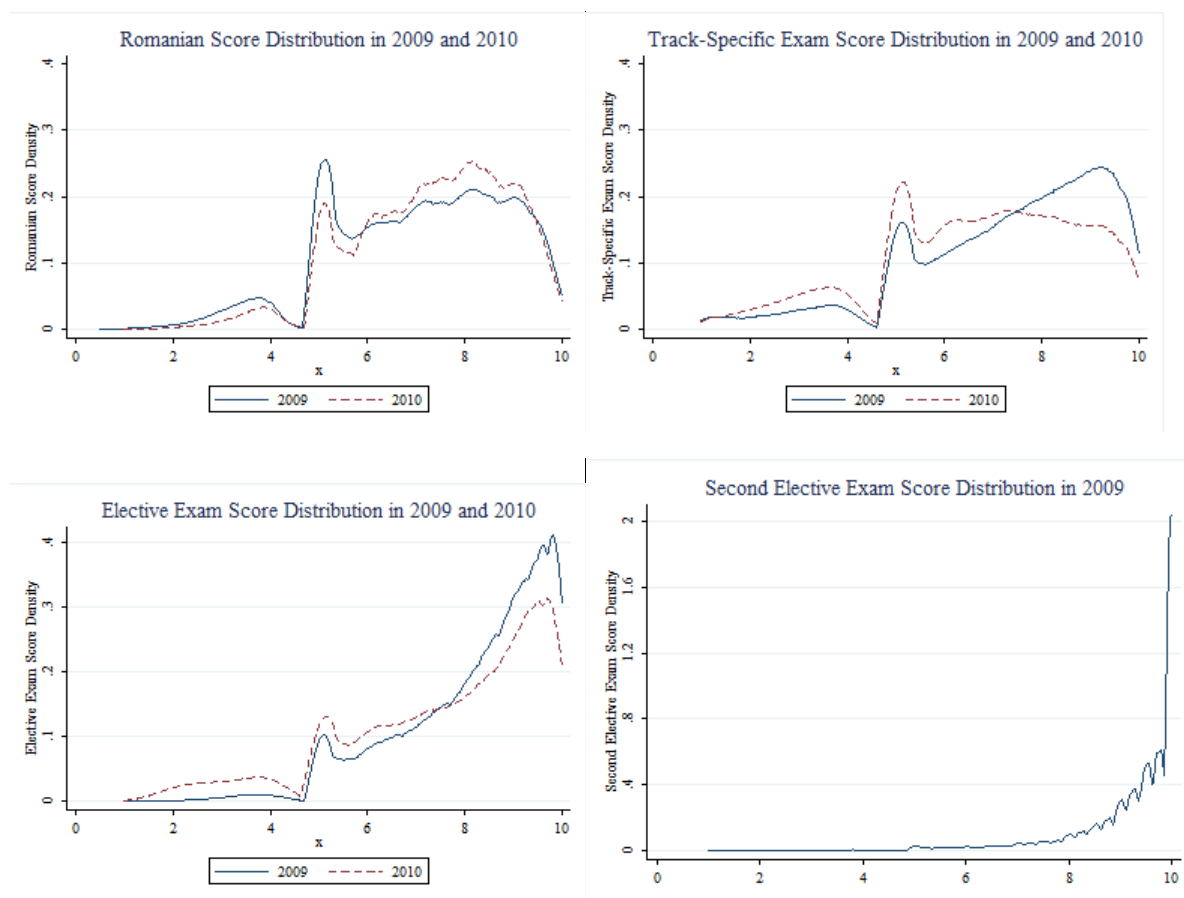 Romanian Score Distribution in 2009 and 2010
Romanian Score Density
.4
.3
.2
.1
0
0 2 4 6 8 10
x
2009 2010
Track-Specific Exam Score Distribution in 2009 and 2010
Track-Specific Exam Score Density
.4
.3
.2
.1
0
0 2 4 6 8 10
x
2009 2010
Elective Exam Score Distribution in 2009 and 2010
Elective Exam Score Density
.4
.3
.2
.1
0
0 2 4 6 8 10
x
2009 2010
Second Elective Exam Score Distribution in 2009
Second Elective Exam Score Density
2
1.6
1.2
.8
.4
0
0 2 4 6 8 10